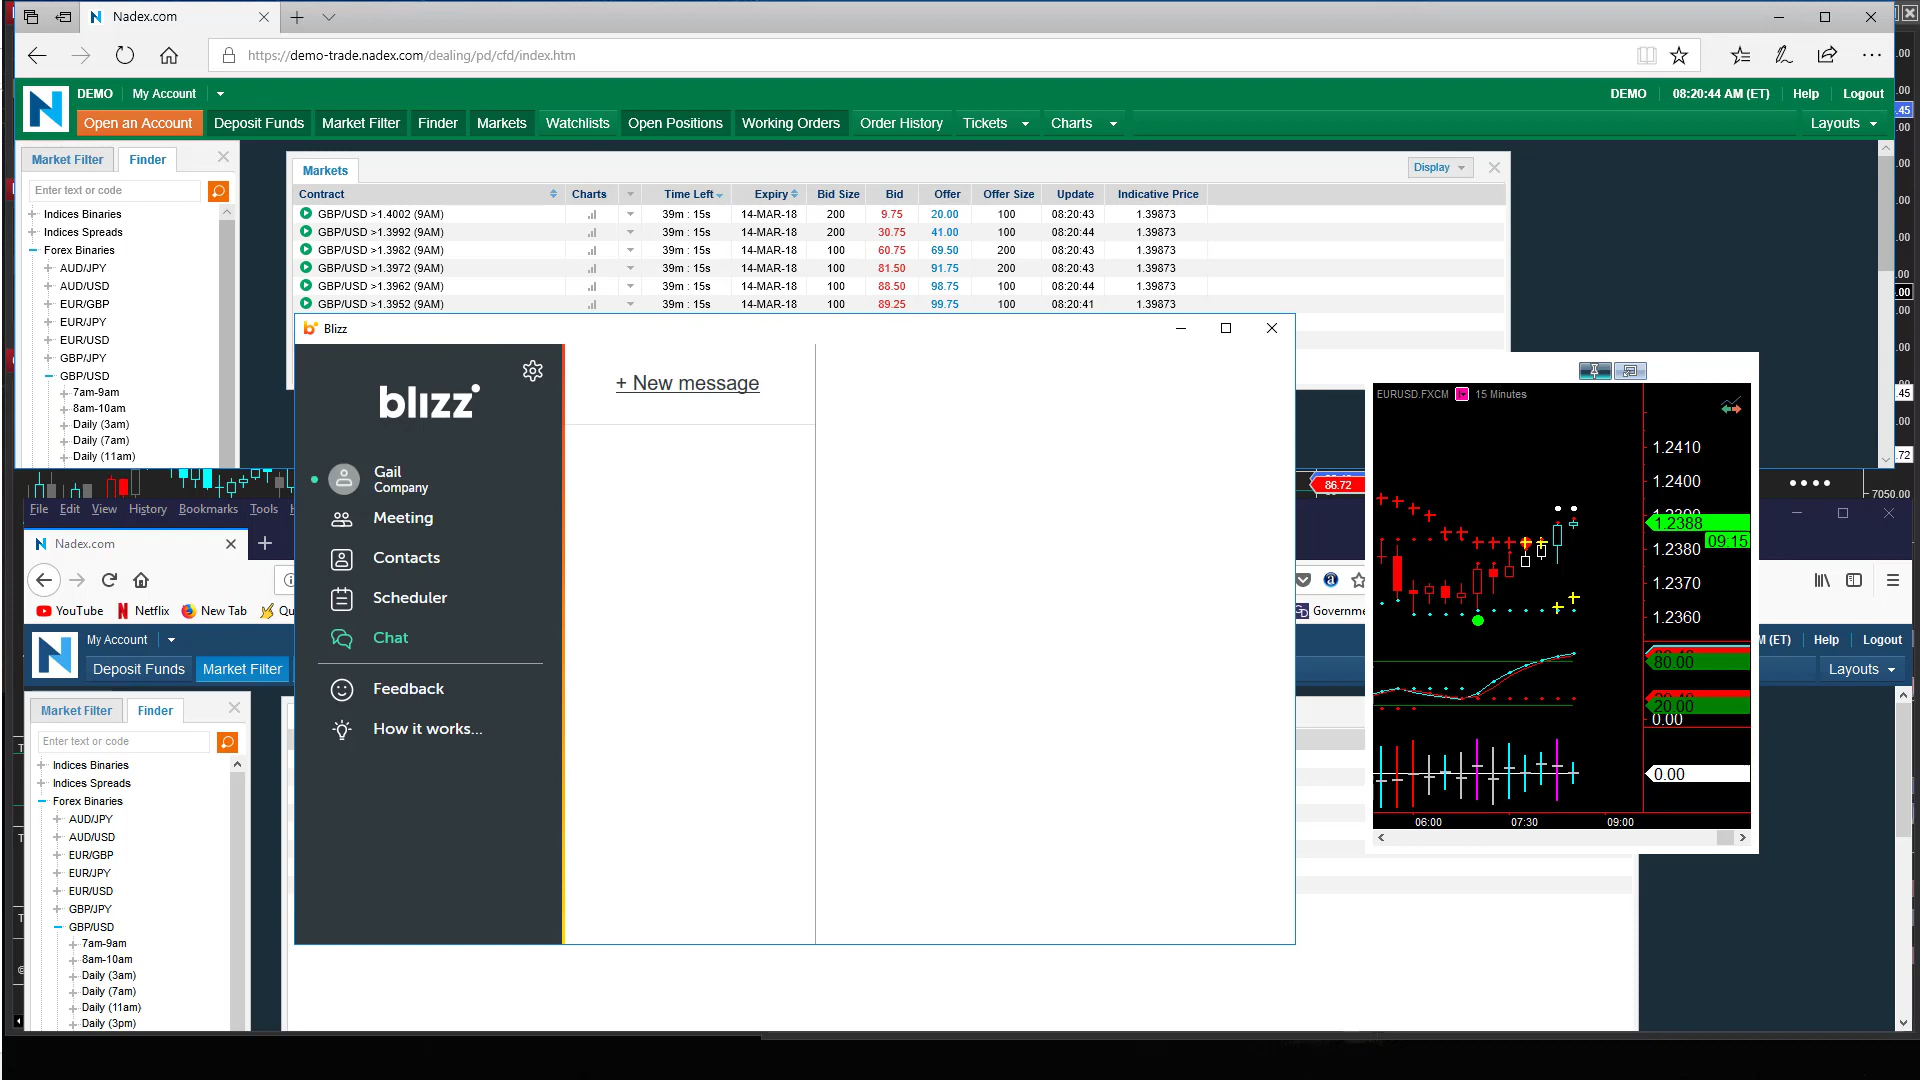 Nadex.com
https://demo-trade.nadex.com/dealing/pd/cfd/index.htm
DEMO My Account
DEMO 08:20:44 AM (ET) Help Logout
Open an Account Deposit Funds Market Filter Finder Markets Watchlists Open Positions Working Orders Order History Tickets Charts Layouts
Market Filter Finder
Enter text or code
Indices Binaries
Indices Spreads
Forex Binaries
AUD/JPY
AUD/USD
EUR/GBP
EUR/JPY
EUR/USD
GBP/JPY
GBP/USD
7am-9am
8am-10am
Daily (3am)
Daily (7am)
Daily (11am)
Markets Display
Contract Charts Time Left Expiry Bid Size Bid Offer Offer Size Update Indicative Price
GBP/USD >1.4002 (9AM) 39m : 15s 14-MAR-18 200 9.75 20.00 100 08:20:43 1.39873
GBP/USD >1.3992 (9AM) 39m : 15s 14-MAR-18 200 30.75 41.00 100 08:20:44 1.39873
GBP/USD >1.3982 (9AM) 39m : 15s 14-MAR-18 100 60.75 69.50 200 08:20:43 1.39873
GBP/USD >1.3972 (9AM) 39m : 15s 14-MAR-18 100 81.50 91.75 200 08:20:43 1.39873
GBP/USD >1.3962 (9AM) 39m : 15s 14-MAR-18 100 88.50 98.75 100 08:20:44 1.39873
GBP/USD >1.3952 (9AM) 39m : 15s 14-MAR-18 100 89.25 99.75 100 08:20:41 1.39873
Blizz
blizz
+ New message
Gail
Company
Meeting
Contacts
Scheduler
Chat
Feedback
How it works...
EURUSD.FXCM 15 Minutes
1.2410
1.2400
1.2388
09:15
1.2380
1.2370
1.2360
80.00
20.00
0.00
0.00
06:00 07:30 09:00
86.72
7050.00
File Edit View History Bookmarks Tools
Nadex.com
YouTube Netflix New Tab Qu
Governme
My Account
M (ET) Help Logout
Deposit Funds Market Filter
Layouts
Market Filter Finder
Enter text or code
Indices Binaries
Indices Spreads
Forex Binaries
AUD/JPY
AUD/USD
EUR/GBP
EUR/JPY
EUR/USD
GBP/JPY
GBP/USD
7am-9am
8am-10am
Daily (3am)
Daily (7am)
Daily (11am)
Daily (3pm)